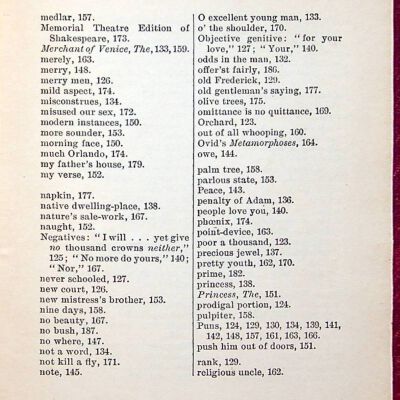 medlar, 157.
Memorial Theatre Edition of
Shakespeare, 173.
Merchant of Venice, The, 133, 159.
merely, 163.
merry, 148.
merry men, 126.
mild aspect, 174.
misconstrues, 134.
misused our sex, 172.
modern instances, 150.
more sounder, 153.
morning face, 150.
much Orlando, 174.
my father's house, 179.
my verse, 152.
napkin, 177.
native dwelling-place, 138.
nature's sale-work, 167.
naught, 152.
Negatives: "I will . . . yet give
no thousand crowns neither,"
125; "No more do yours," 140;
"Nor," 167.
never schooled, 127.
new court, 126.
new mistress's brother, 153.
nine days, 158.
no beauty, 167.
no bush, 187.
no where, 147.
not a word, 134.
not kill a fly, 171.
note, 145.
O excellent young man, 133.
o' the shoulder, 170.
Objective genitive: "for your
love," 127; "Your," 140.
odds in the man, 132.
offer'st fairly, 186.
old Frederick, 129.
old gentleman's saying, 177.
olive trees, 175.
omittance is no quittance, 169.
Orchard, 123.
out of all whooping, 160.
Ovid's Metamorphoses, 164.
owe, 144.
palm tree, 158.
parlous state, 153.
Peace, 143.
penalty of Adam, 136.
people love you, 140.
phœnix, 174.
point-device, 163.
poor a thousand, 123.
precious jewel, 137.
pretty youth, 162, 170.
prime, 182.
princess, 138.
Princess, The, 151.
prodigal portion, 124.
pulpiter, 158.
Puns, 124, 129, 130, 134, 139, 141,
142, 148, 157, 161, 163, 166.
push him out of doors, 151.
rank, 129.
religious uncle, 162.